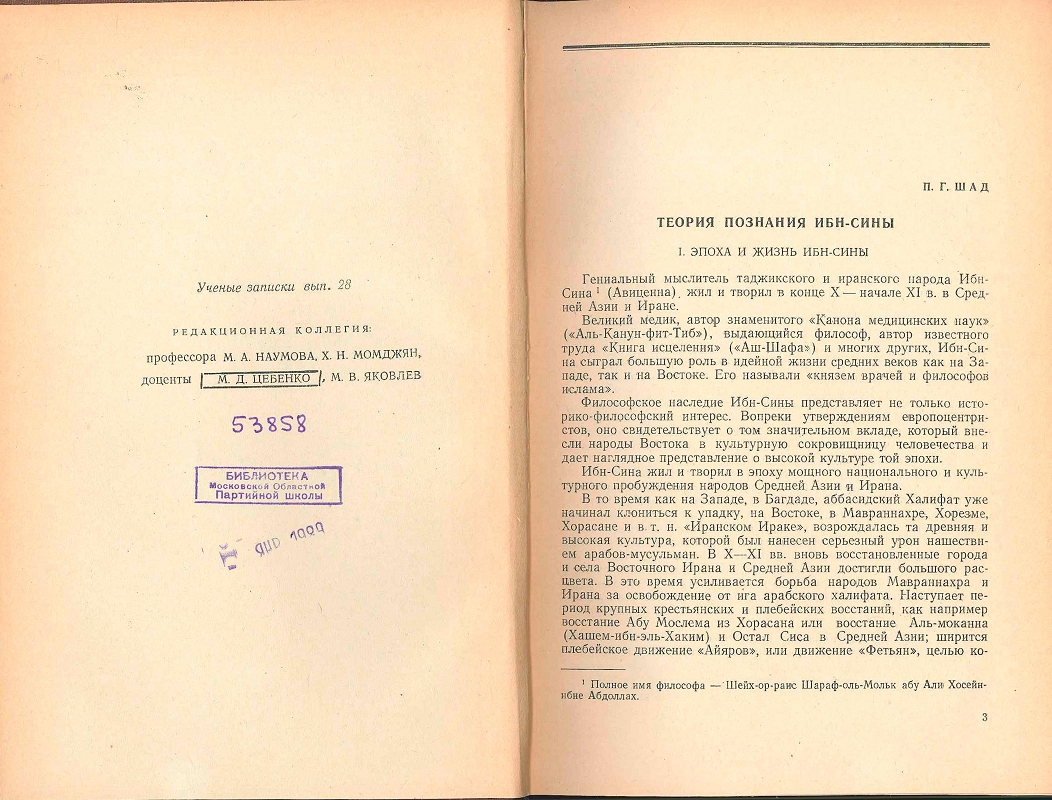 Ученые записки вып. 28
РЕДАКЦИОННАЯ КОЛЛЕГИЯ:
профессора М. А. НАУМОВА, Х. Н. МОМДЖЯН,
доценты М. Д. ЦЕБЕНКО, М. В. ЯКОВЛЕВ
53858
БИБЛИОТЕКА
Московской Областной
Партийной школы
П. Г. ШАД
ТЕОРИЯ ПОЗНАНИЯ ИБН-СИНЫ
I. ЭПОХА И ЖИЗНЬ ИБН-СИНЫ
Гениальный мыслитель таджикского и иранского народа Ибн-
Сина ¹ (Авиценна) жил и творил в конце X — начале XI в. в Сред-
ней Азии и Иране.
Великий медик, автор знаменитого «Канона медицинских наук»
(«Аль-Канун-фит-Тиб»), выдающийся философ, автор известного
труда «Книга исцеления» («Аш-Шафа») и многих других, Ибн-Си-
на сыграл большую роль в идейной жизни средних веков как на За-
паде, так и на Востоке. Его называли «князем врачей и философов
ислама».
Философское наследие Ибн-Сины представляет не только исто-
рико-философский интерес. Вопреки утверждениям европоцентри-
стов, оно свидетельствует о том значительном вкладе, который вне-
сли народы Востока в культурную сокровищницу человечества и
дает наглядное представление о высокой культуре той эпохи.
Ибн-Сина жил и творил в эпоху мощного национального и куль-
турного пробуждения народов Средней Азии и Ирана.
В то время как на Западе, в Багдаде, аббасидский Халифат уже
начинал клониться к упадку, на Востоке, в Мавраннахре, Хорезме,
Хорасане и в т. н. «Иранском Ираке», возрождалась та древняя и
высокая культура, которой был нанесен серьезный урон нашестви-
ем арабов-мусульман. В X—XI вв. вновь восстановленные города
и села Восточного Ирана и Средней Азии достигли большого рас-
цвета. В это время усиливается борьба народов Мавраннахра и
Ирана за освобождение от ига арабского халифата. Наступает пе-
риод крупных крестьянских и плебейских восстаний, как например
восстание Абу Мослема из Хорасана или восстание Аль-моканна
(Хашем-ибн-эль-Хаким) и Остал Сиса в Средней Азии; ширится
плебейское движение «Айяров», или движение «Фетьян», целью ко-
¹ Полное имя философа — Шейх-ор-раис Шараф-оль-Мольк абу Али Хосейн-
ибне Абдоллах.
3